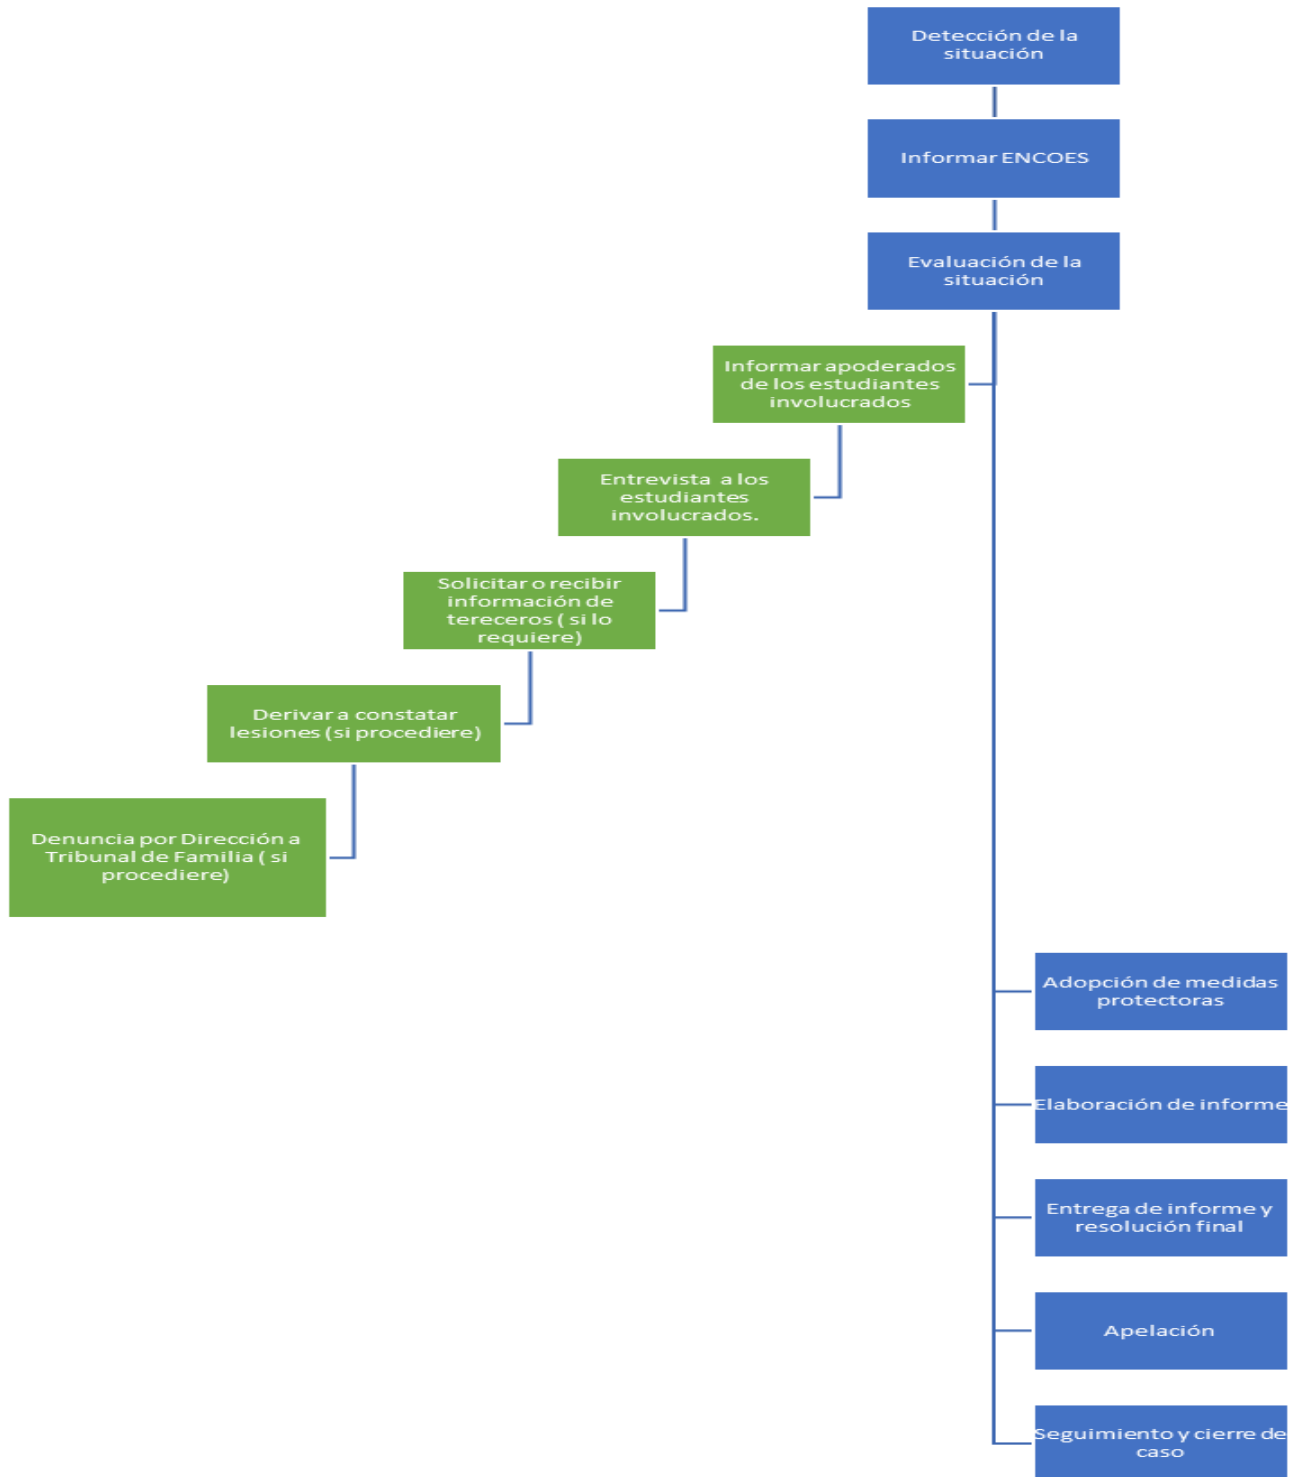 Detección de la
situación
Informar ENCOES
Evaluación de la
situación
Informar apoderados
de los estudiantes
involucrados
Entrevista a los
estudiantes
involucrados.
Solicitar o recibir
información de
tereceros ( si lo
requiere)
Derivar a constatar
lesiones (si procediere)
Denuncia por Dirección a
Tribunal de Familia ( si
procediere)
Adopción de medidas
protectoras
Elaboración de informe
Entrega de informe y
resolución final
Apelación
Seguimiento y cierre de
caso